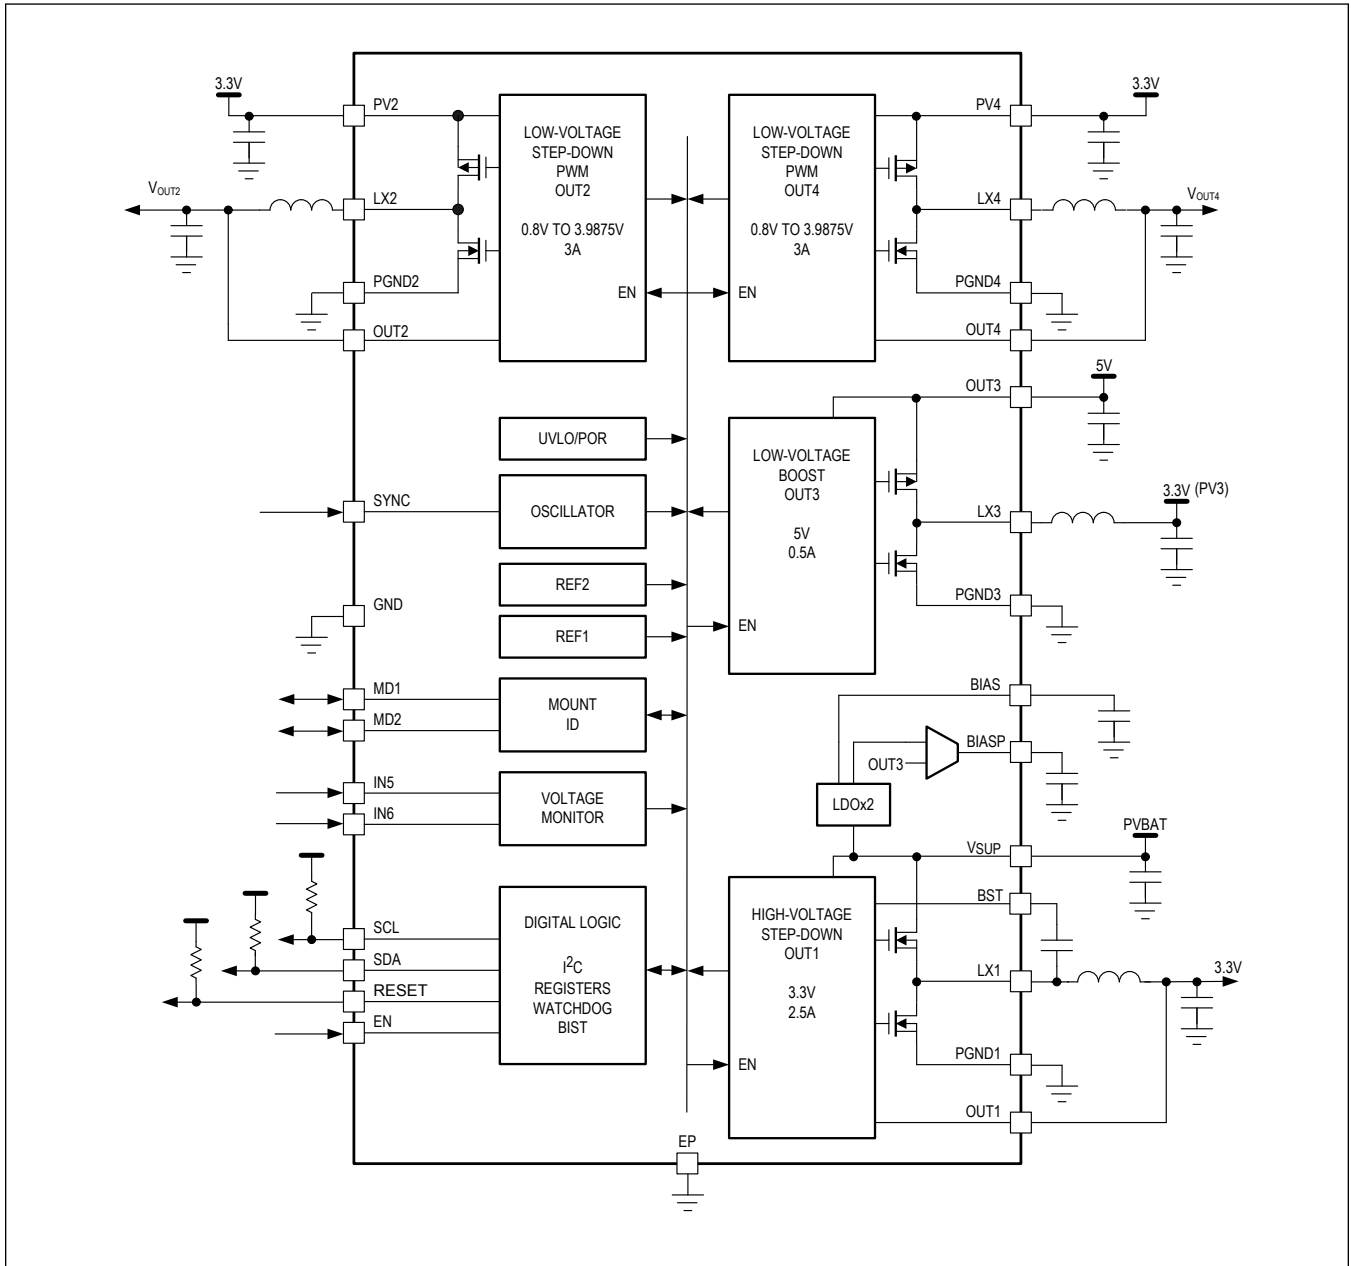 3.3V
PV2
LOW-VOLTAGE
STEP-DOWN
PWM
OUT2
0.8V TO 3.9875V
3A
EN
VOUT2
LX2
PGND2
OUT2
LOW-VOLTAGE
STEP-DOWN
PWM
OUT4
0.8V TO 3.9875V
3A
EN
PV4
3.3V
LX4
VOUT4
PGND4
OUT4
UVLO/POR
SYNC
OSCILLATOR
REF2
GND
REF1
LOW-VOLTAGE
BOOST
OUT3
5V
0.5A
EN
OUT3
5V
LX3
3.3V (PV3)
PGND3
MD1
MD2
MOUNT
ID
IN5
IN6
VOLTAGE
MONITOR
BIAS
BIASP
OUT3
LDOx2
PVBAT
VSUP
SCL
SDA
RESET
EN
DIGITAL LOGIC
I2C
REGISTERS
WATCHDOG
BIST
HIGH-VOLTAGE
STEP-DOWN
OUT1
3.3V
2.5A
EN
BST
LX1
3.3V
PGND1
OUT1
EP